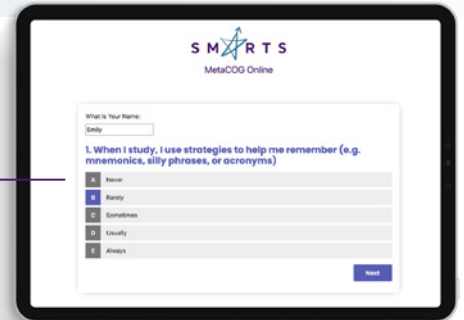 SMARTS
MetaCOG Online
What Is Your Name:
Emily
1. When I study, I use strategies to help me remember (e.g.
mnemonics, silly phrases, or acronyms)
A Never
B Rarely
C Sometimes
D Usually
E Always
Next